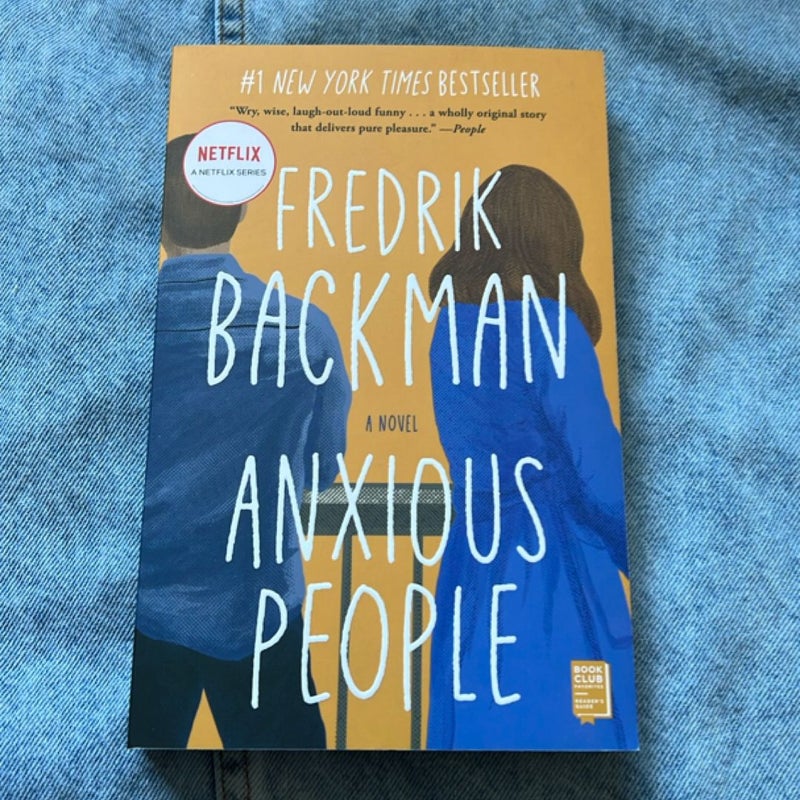 #1 NEW YORK TIMES BESTSELLER
“Wry, wise, laugh-out-loud funny . . . a wholly original story
that delivers pure pleasure.” —People
NETFLIX
A NETFLIX SERIES
FREDRIK
BACKMAN
A NOVEL
ANXIOUS
PEOPLE
BOOK
CLUB
FAVORITES
READER'S
GUIDE